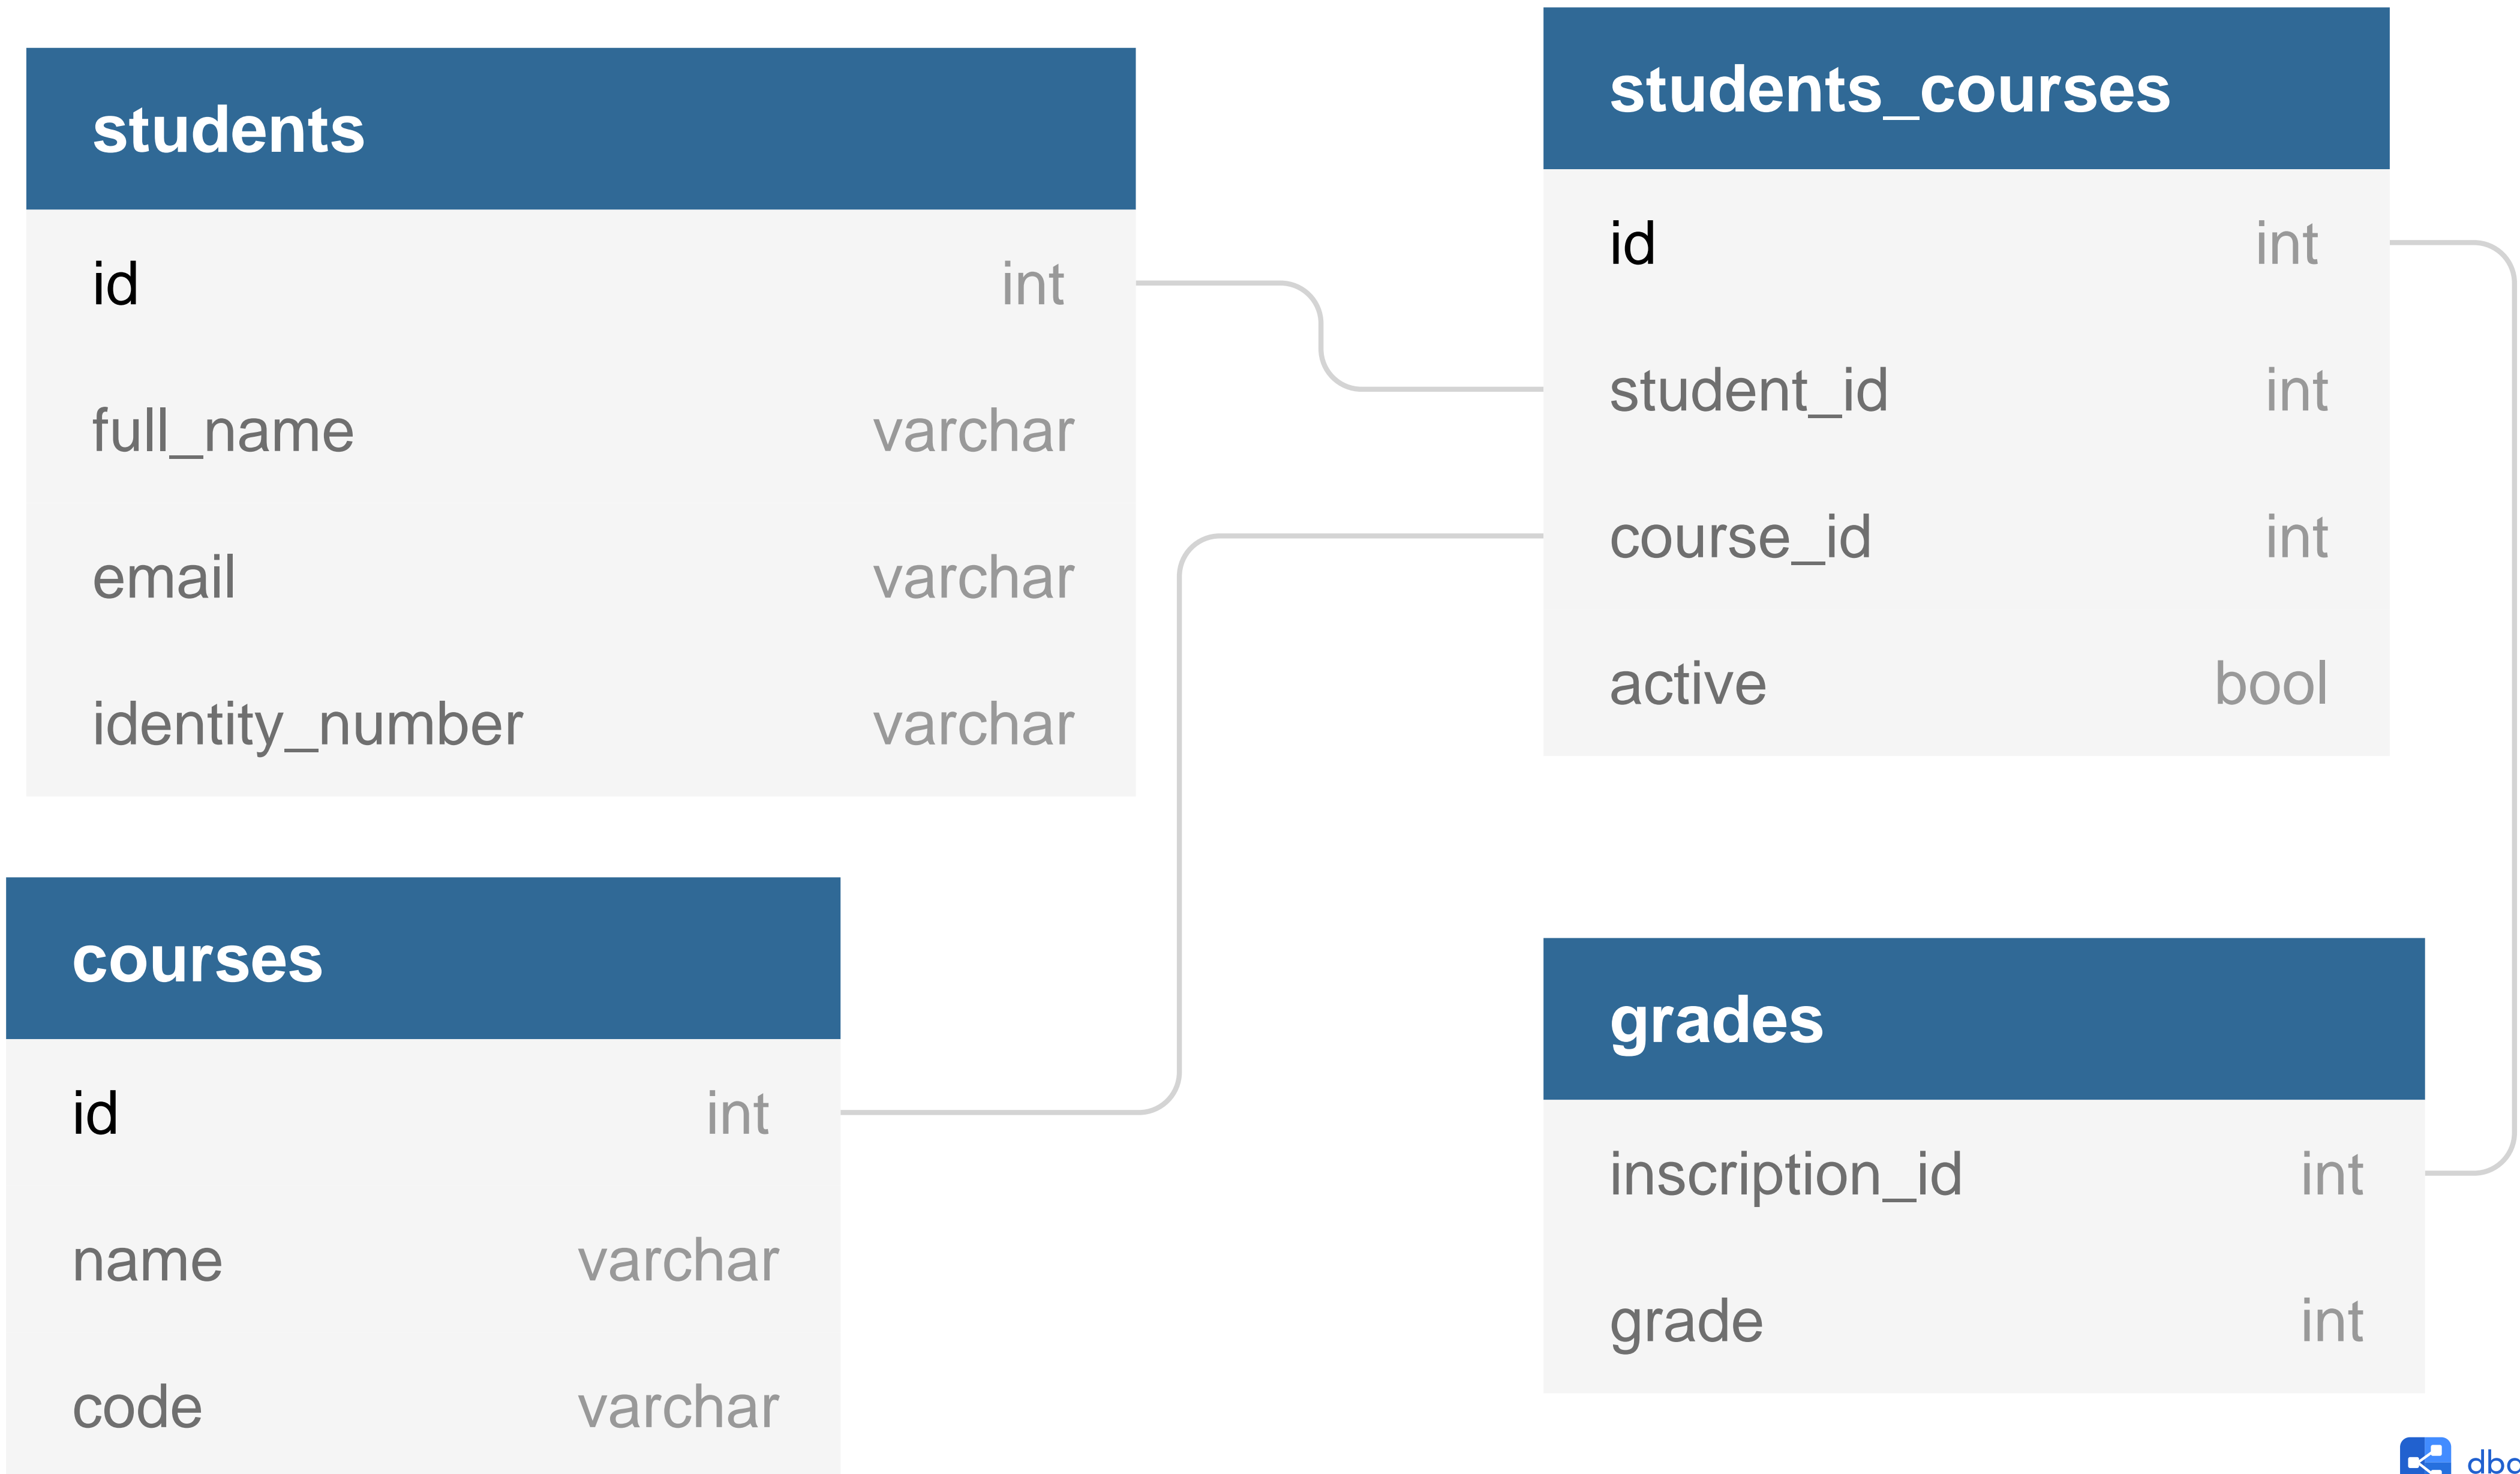 students
id int
full_name varchar
email varchar
identity_number varchar
students_courses
id int
student_id int
course_id int
active bool
courses
id int
name varchar
code varchar
grades
inscription_id int
grade int